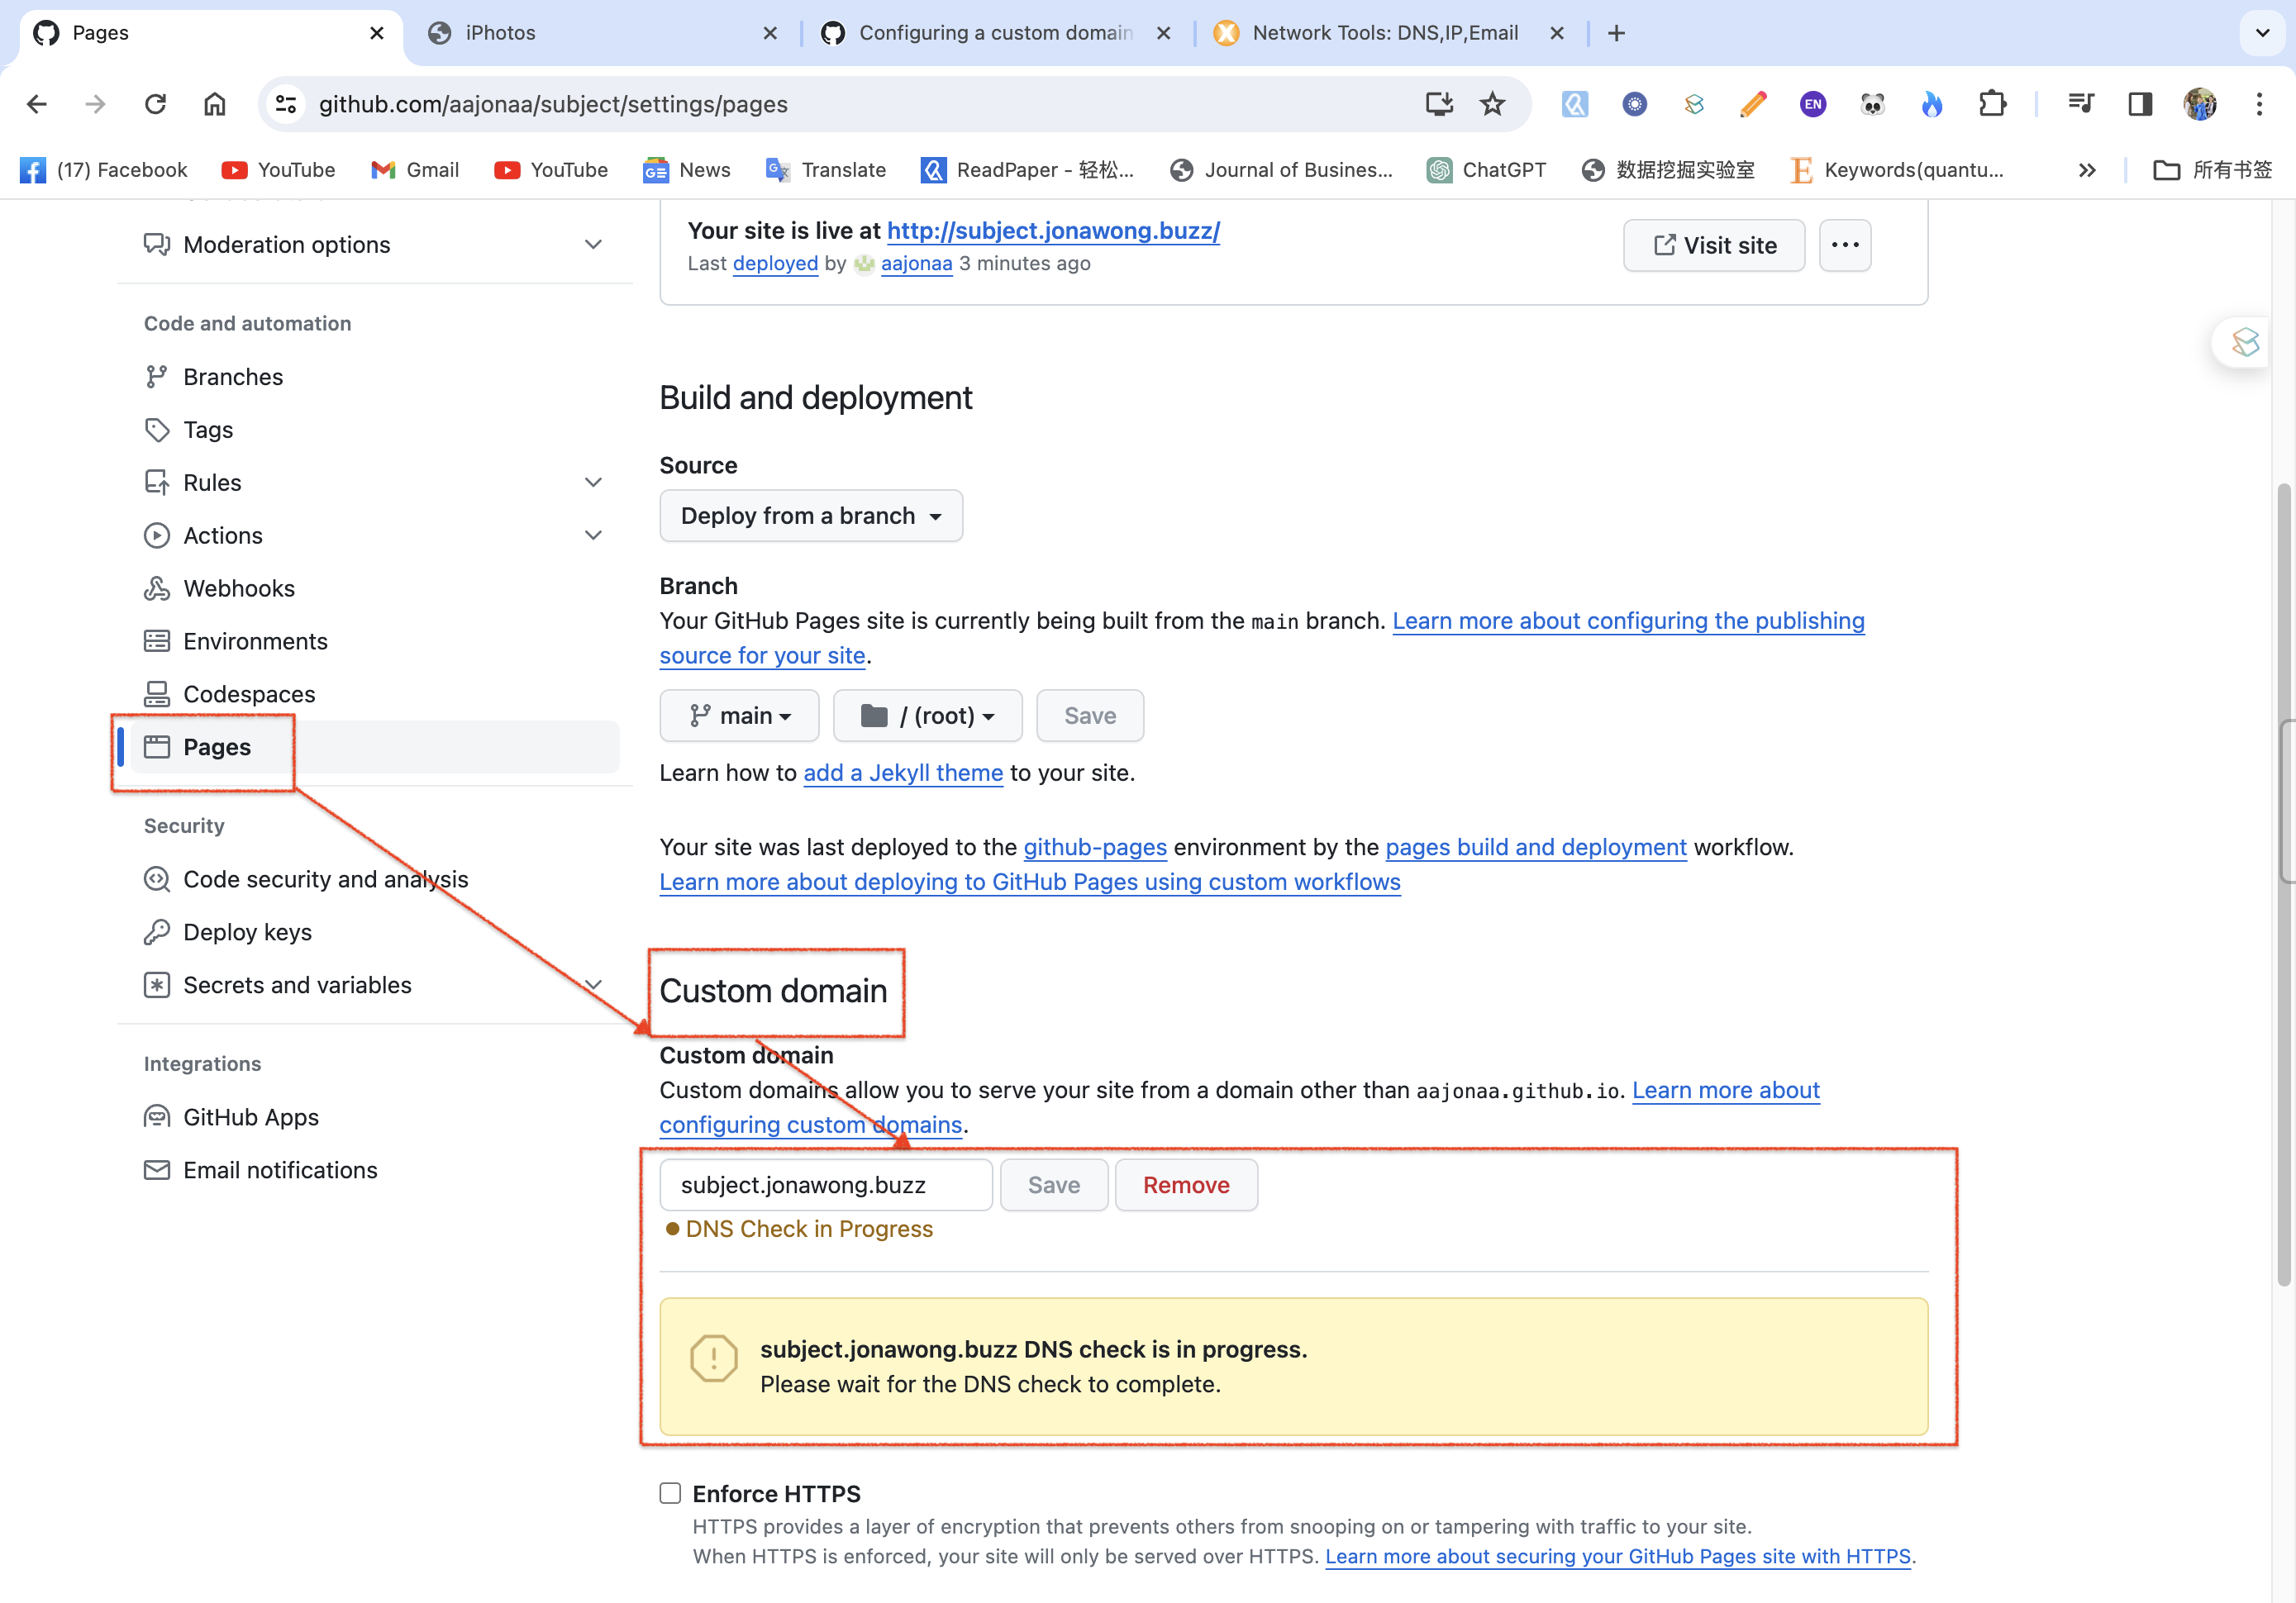 Pages
iPhotos
Configuring a custom domain
Network Tools: DNS,IP,Email
github.com/aajonaa/subject/settings/pages
EN
(17) Facebook
YouTube
Gmail
YouTube
News
Translate
ReadPaper - 轻松...
Journal of Busines...
ChatGPT
数据挖掘实验室
Keywords(quantu...
所有书签
Moderation options
Code and automation
Branches
Tags
Rules
Actions
Webhooks
Environments
Codespaces
Pages
Security
Code security and analysis
Deploy keys
Secrets and variables
Integrations
GitHub Apps
Email notifications
Your site is live at http://subject.jonawong.buzz/
Last deployed by aajonaa 3 minutes ago
Visit site
Build and deployment
Source
Deploy from a branch
Branch
Your GitHub Pages site is currently being built from the main branch. Learn more about configuring the publishing
source for your site.
main
/ (root)
Save
Learn how to add a Jekyll theme to your site.
Your site was last deployed to the github-pages environment by the pages build and deployment workflow.
Learn more about deploying to GitHub Pages using custom workflows
Custom domain
Custom domain
Custom domains allow you to serve your site from a domain other than aajonaa.github.io. Learn more about
configuring custom domains.
subject.jonawong.buzz
Save
Remove
DNS Check in Progress
subject.jonawong.buzz DNS check is in progress.
Please wait for the DNS check to complete.
Enforce HTTPS
HTTPS provides a layer of encryption that prevents others from snooping on or tampering with traffic to your site.
When HTTPS is enforced, your site will only be served over HTTPS. Learn more about securing your GitHub Pages site with HTTPS.